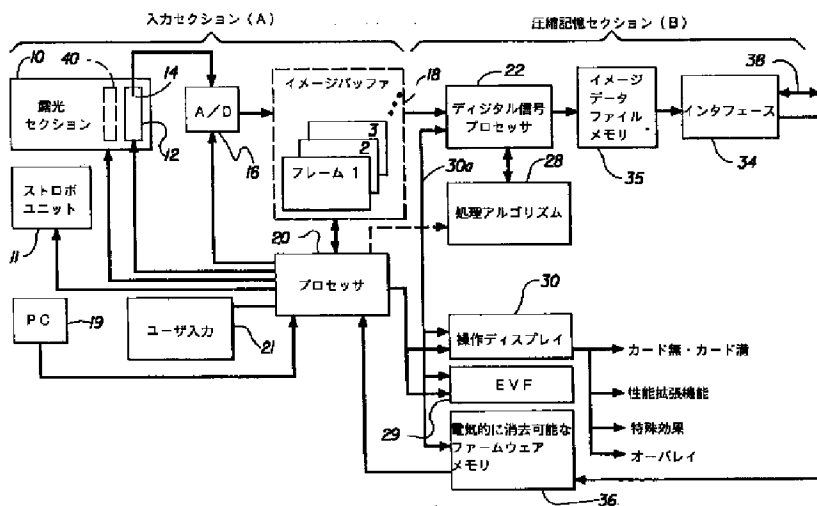 入力セクション(A)
圧縮記憶セクション(B)
10
40
14
露光
セクション
12
A/D
16
イメージバッファ
18
3
2
フレーム 1
22
ディジタル信号
プロセッサ
30a
28
処理アルゴリズム
イメージ
データ
ファイル
メモリ
35
38
インタフェース
34
ストロボ
ユニット
11
20
プロセッサ
PC
19
ユーザ入力
21
30
操作ディスプレイ
EVF
29
電気的に消去可能な
ファームウェア
メモリ
36
カード無・カード満
性能拡張機能
特殊効果
オーバレイ